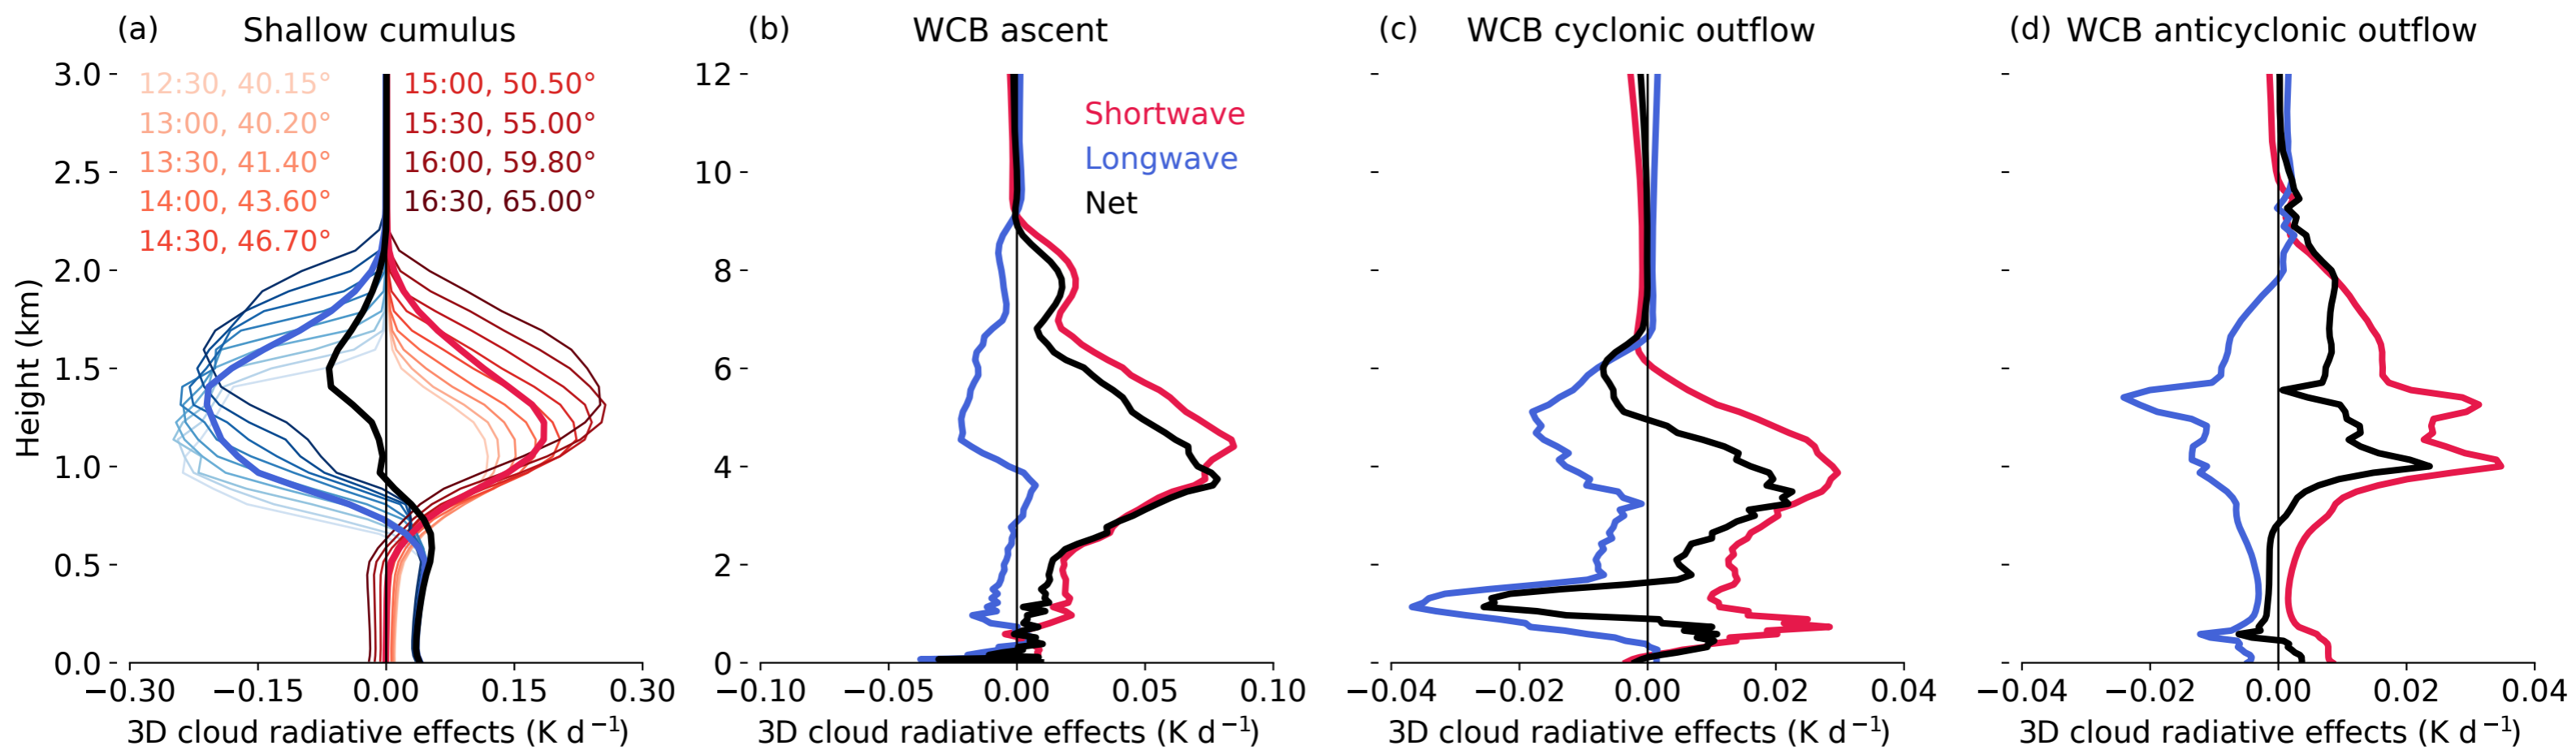 (a) Shallow cumulus
(b) WCB ascent
(c) WCB cyclonic outflow
(d) WCB anticyclonic outflow
Height (km)
3.0
2.5
2.0
1.5
1.0
0.5
0.0
12:30, 40.15°
13:00, 40.20°
13:30, 41.40°
14:00, 43.60°
14:30, 46.70°
15:00, 50.50°
15:30, 55.00°
16:00, 59.80°
16:30, 65.00°
−0.30 −0.15 0.00 0.15 0.30
3D cloud radiative effects (K d⁻¹)
12
10
8
6
4
2
0
Shortwave
Longwave
Net
−0.10 −0.05 0.00 0.05 0.10
3D cloud radiative effects (K d⁻¹)
−0.04 −0.02 0.00 0.02 0.04
3D cloud radiative effects (K d⁻¹)
−0.04 −0.02 0.00 0.02 0.04
3D cloud radiative effects (K d⁻¹)